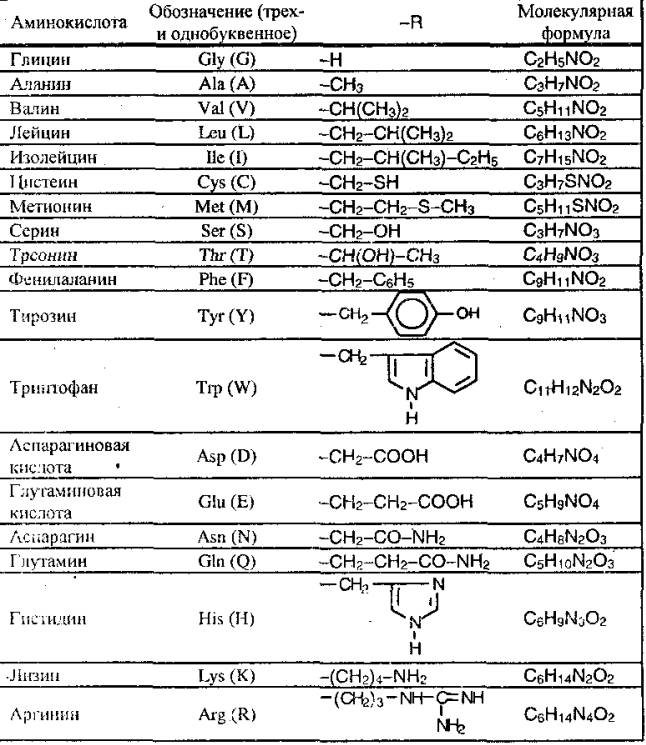 Аминокислота Обозначение (трех- и однобуквенное) –R Молекулярная формула
Глицин Gly (G) –H C2H5NO2
Аланин Ala (A) –CH3 C3H7NO2
Валин Val (V) –CH(CH3)2 C5H11NO2
Лейцин Leu (L) –CH2–CH(CH3)2 C6H13NO2
Изолейцин Ile (I) –CH2–CH(CH3)–C2H5 C7H15NO2
Цистеин Cys (C) –CH2–SH C3H7SNO2
Метионин Met (M) –CH2–CH2–S–CH3 C5H11SNO2
Серин Ser (S) –CH2–OH C3H7NO3
Треонин Thr (T) –CH(OH)–CH3 C4H9NO3
Фенилаланин Phe (F) –CH2–C6H5 C9H11NO2
Тирозин Tyr (Y) –CH2 OH C9H11NO3
Триптофан Trp (W) –CH2 N H C11H12N2O2
Аспарагиновая кислота Asp (D) –CH2–COOH C4H7NO4
Глутаминовая кислота Glu (E) –CH2–CH2–COOH C5H9NO4
Аспарагин Asn (N) –CH2–CO–NH2 C4H8N2O3
Глутамин Gln (Q) –CH2–CH2–CO–NH2 C5H10N2O3
Гистидин His (H) –CH2 N N H C6H9N3O2
Лизин Lys (K) –(CH2)4–NH2 C6H14N2O2
Аргинин Arg (R) –(CH2)3–NH–C=NH NH2 C6H14N4O2